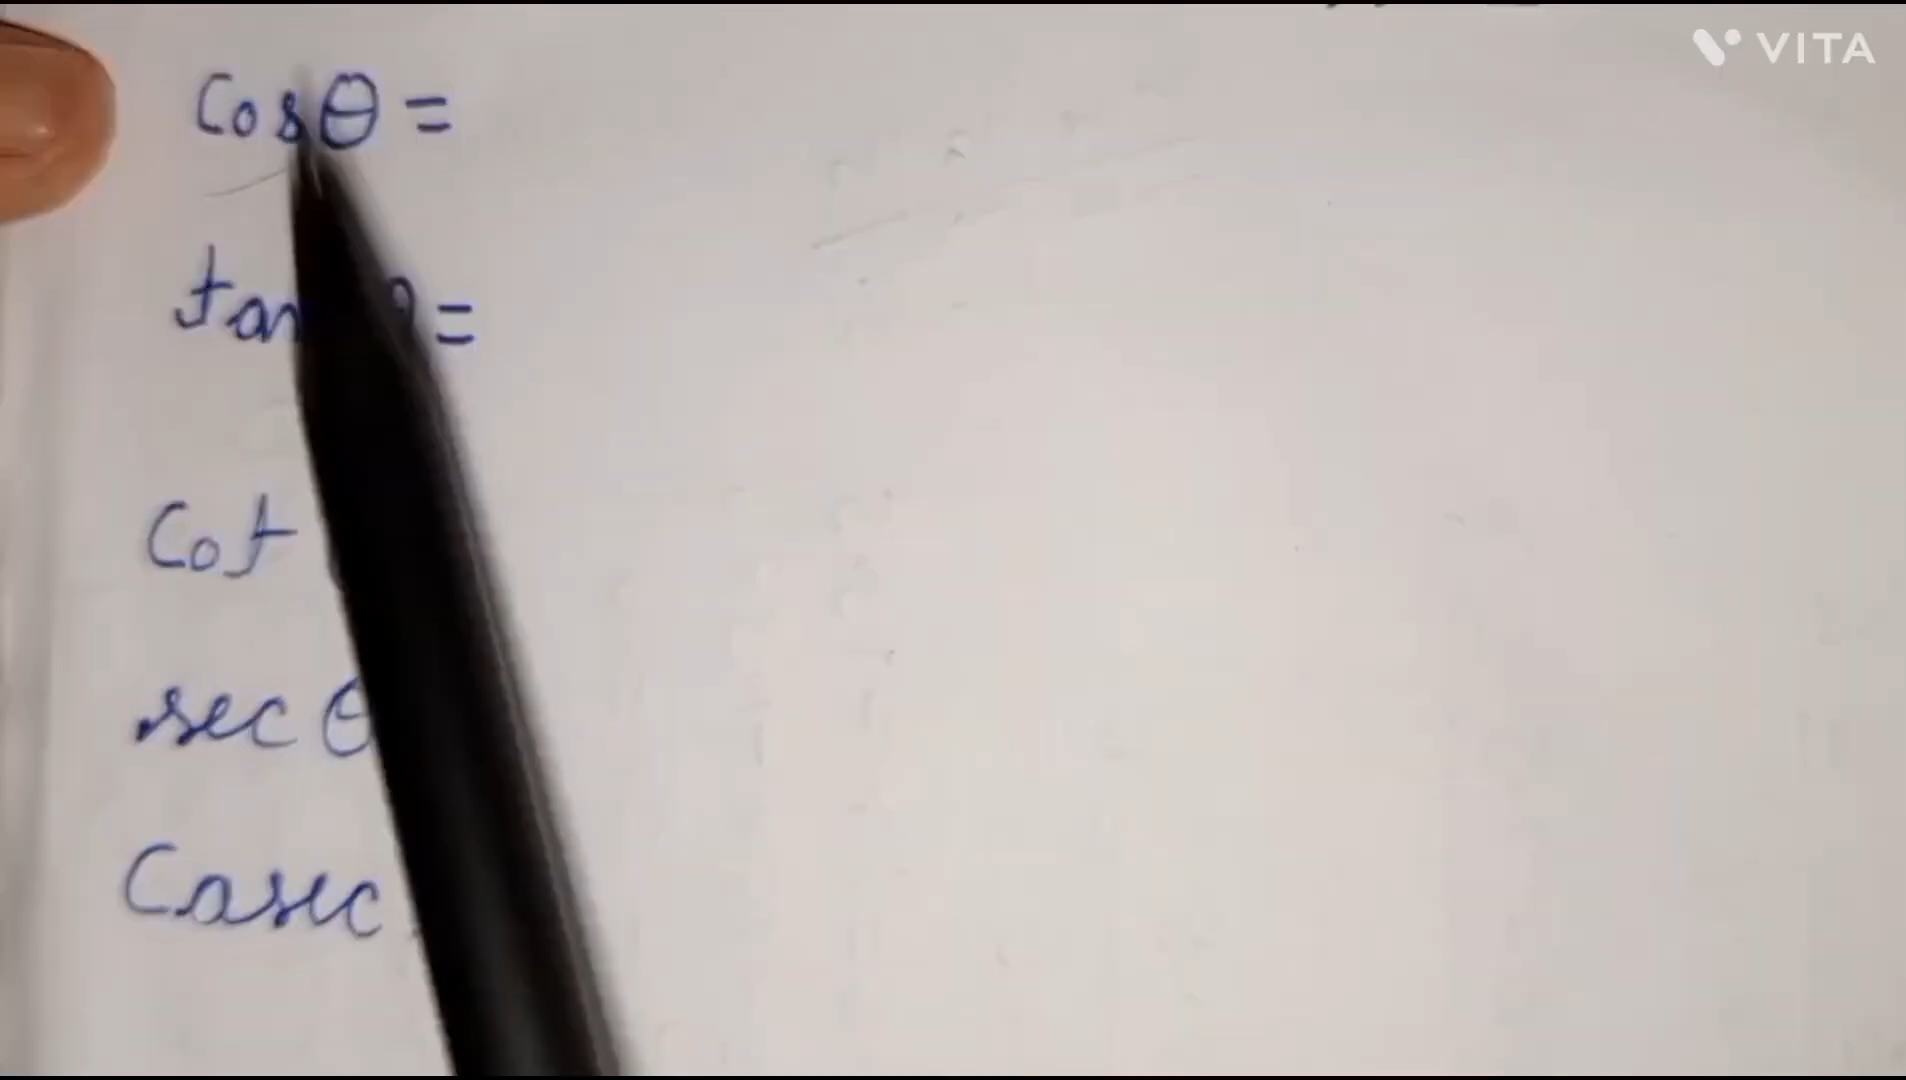 VITA
Cosθ =
tan =
Cot
sec θ
Cosec